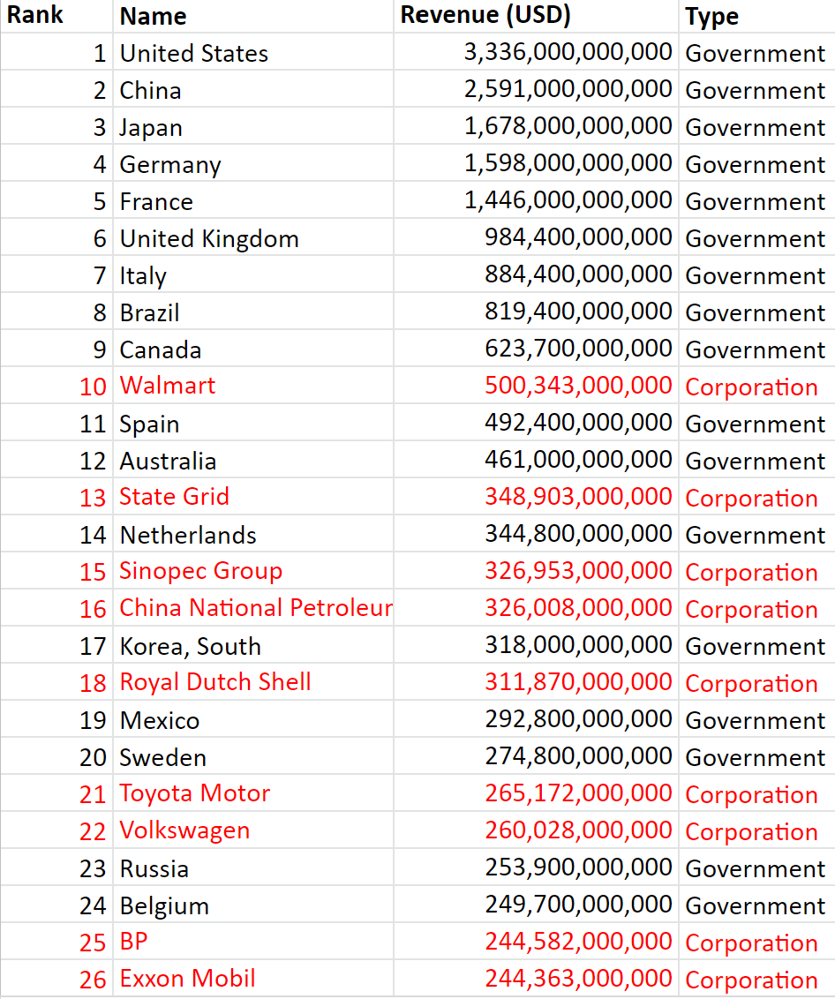 Rank Name Revenue (USD) Type
1 United States 3,336,000,000,000 Government
2 China 2,591,000,000,000 Government
3 Japan 1,678,000,000,000 Government
4 Germany 1,598,000,000,000 Government
5 France 1,446,000,000,000 Government
6 United Kingdom 984,400,000,000 Government
7 Italy 884,400,000,000 Government
8 Brazil 819,400,000,000 Government
9 Canada 623,700,000,000 Government
10 Walmart 500,343,000,000 Corporation
11 Spain 492,400,000,000 Government
12 Australia 461,000,000,000 Government
13 State Grid 348,903,000,000 Corporation
14 Netherlands 344,800,000,000 Government
15 Sinopec Group 326,953,000,000 Corporation
16 China National Petroleur 326,008,000,000 Corporation
17 Korea, South 318,000,000,000 Government
18 Royal Dutch Shell 311,870,000,000 Corporation
19 Mexico 292,800,000,000 Government
20 Sweden 274,800,000,000 Government
21 Toyota Motor 265,172,000,000 Corporation
22 Volkswagen 260,028,000,000 Corporation
23 Russia 253,900,000,000 Government
24 Belgium 249,700,000,000 Government
25 BP 244,582,000,000 Corporation
26 Exxon Mobil 244,363,000,000 Corporation